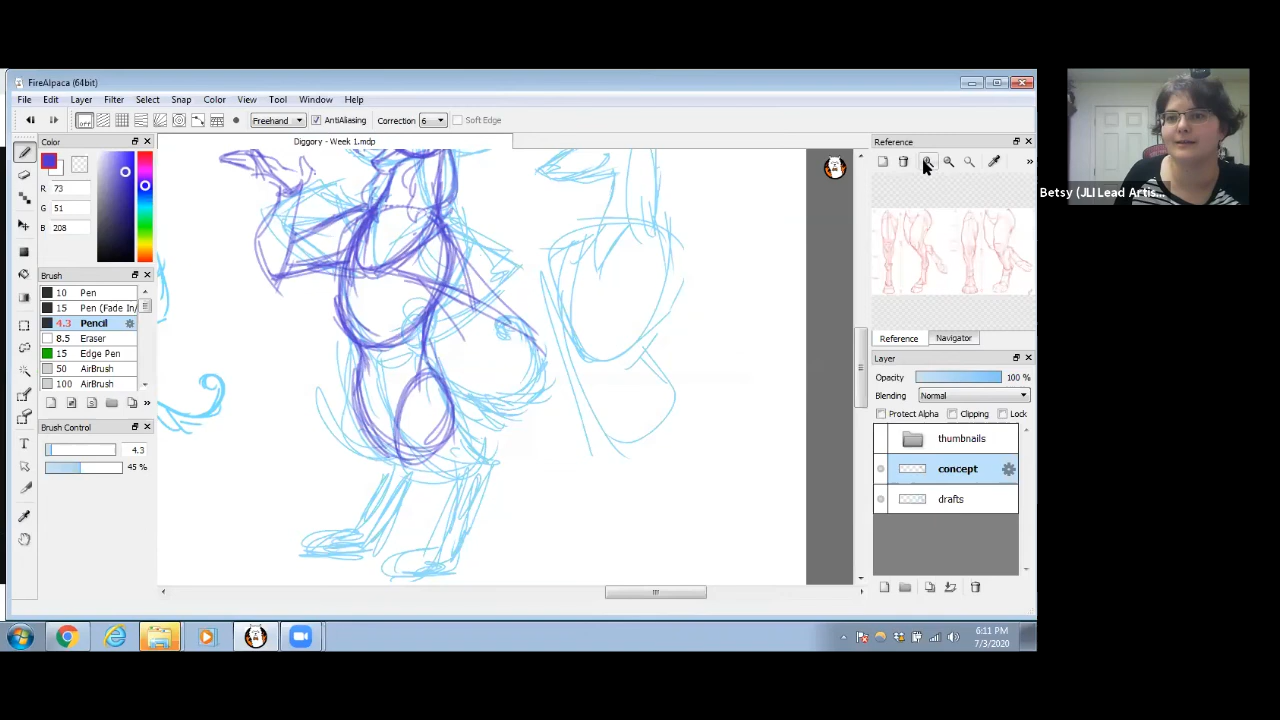 FireAlpaca (64bit)
File Edit Layer Filter Select Snap Color View Tool Window Help
off Freehand AntiAliasing Correction 6 Soft Edge
Color
Diggory - Week 1.mdp
Reference
R 73
G 51
B 208
Betsy (JLI Lead Artis...
Brush
10 Pen
15 Pen (Fade In/
4.3 Pencil
8.5 Eraser
15 Edge Pen
50 AirBrush
100 AirBrush
Reference Navigator
Layer
Opacity 100 %
Blending Normal
Protect Alpha Clipping Lock
thumbnails
concept
drafts
Brush Control
4.3
45 %
T
6:11 PM
7/3/2020